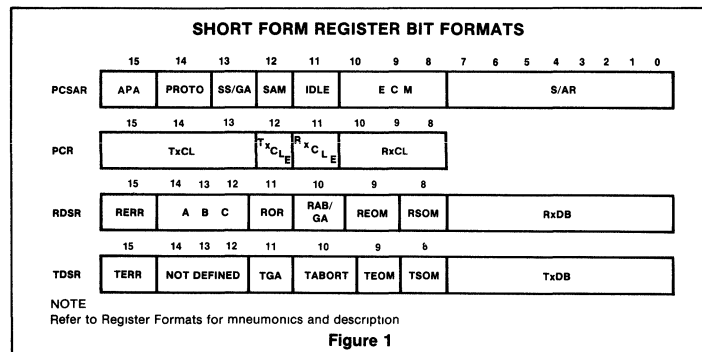 SHORT FORM REGISTER BIT FORMATS
15 14 13 12 11 10 9 8 7 6 5 4 3 2 1 0
PCSAR APA PROTO SS/GA SAM IDLE E C M S/AR
15 14 13 12 11 10 9 8
PCR TxCL TxCLE RxCLE RxCL
15 14 13 12 11 10 9 8
RDSR RERR A B C ROR RAB/GA REOM RSOM RxDB
15 14 13 12 11 10 9 8
TDSR TERR NOT DEFINED TGA TABORT TEOM TSOM TxDB
NOTE
Refer to Register Formats for mneumonics and description
Figure 1